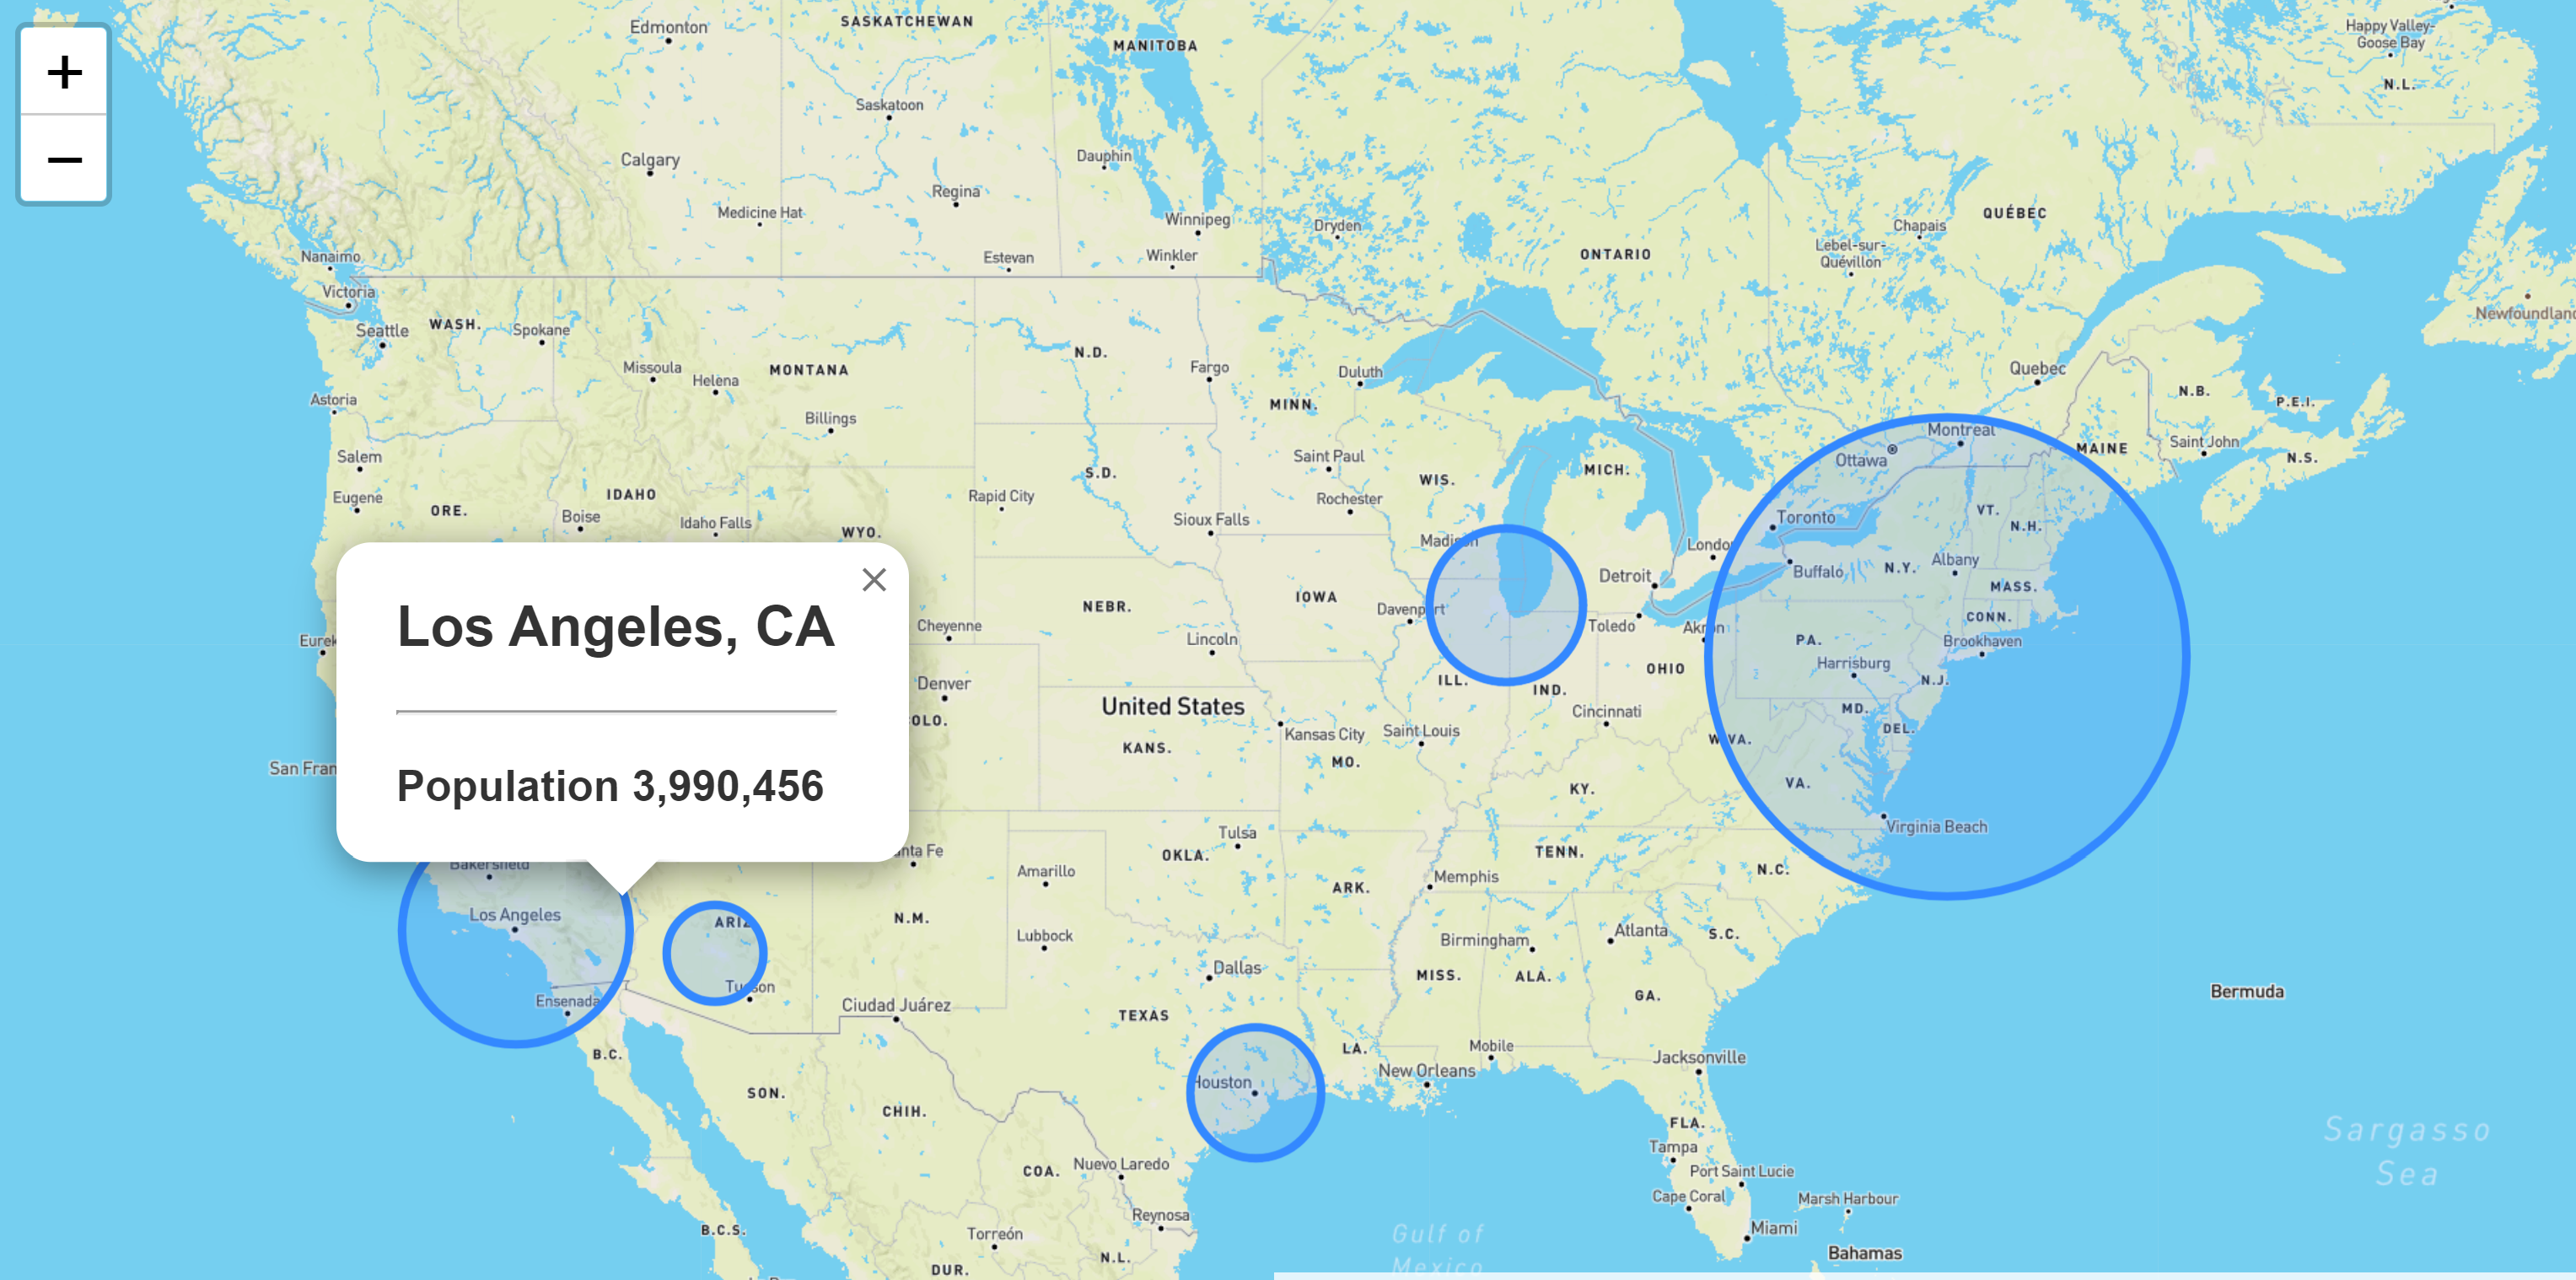 +
−
Edmonton
SASKATCHEWAN
MANITOBA
Happy Valley-
Goose Bay
N.L.
Saskatoon
Calgary
Dauphin
Regina
Medicine Hat
Winnipeg
Dryden
Chapais
QUÉBEC
Lebel-sur-
Quévillon
ONTARIO
Nanaimo
Estevan
Winkler
Victoria
Newfoundland
Seattle
WASH.
Spokane
N.D.
Missoula
Helena
MONTANA
Fargo
Duluth
Quebec
N.B.
P.E.I.
Astoria
Billings
MINN.
Montreal
MAINE
Saint John
N.S.
Salem
Saint Paul
Ottawa
S.D.
WIS.
MICH.
Eugene
ORE.
IDAHO
Rapid City
Rochester
Boise
Idaho Falls
WYO.
Sioux Falls
Toronto
VT.
N.H.
Madison
London
Albany
Buffalo
N.Y.
MASS.
Detroit
×
Los Angeles, CA
Population 3,990,456
IOWA
NEBR.
Davenport
CONN.
Cheyenne
Lincoln
Toledo
Akron
PA.
Brookhaven
Eurek
Harrisburg
OHIO
Denver
ILL.
IND.
N.J.
United States
COLO.
Cincinnati
MD.
Kansas City
Saint Louis
DEL.
KANS.
W.VA.
San Fran
MO.
VA.
KY.
Virginia Beach
Tulsa
OKLA.
TENN.
Bakersfield
anta Fe
Amarillo
N.C.
Memphis
ARK.
Los Angeles
ARIZ
N.M.
Lubbock
Birmingham
Atlanta
S.C.
Dallas
MISS.
ALA.
Tucson
Ensenada
Ciudad Juárez
TEXAS
GA.
Bermuda
B.C.
LA.
Mobile
Jacksonville
Houston
New Orleans
SON.
CHIH.
FLA.
Sargasso
Sea
Tampa
COA.
Nuevo Laredo
Port Saint Lucie
Cape Coral
Marsh Harbour
Reynosa
B.C.S.
Torreón
Miami
Gulf of
Mexico
Bahamas
N.L.
DUR.